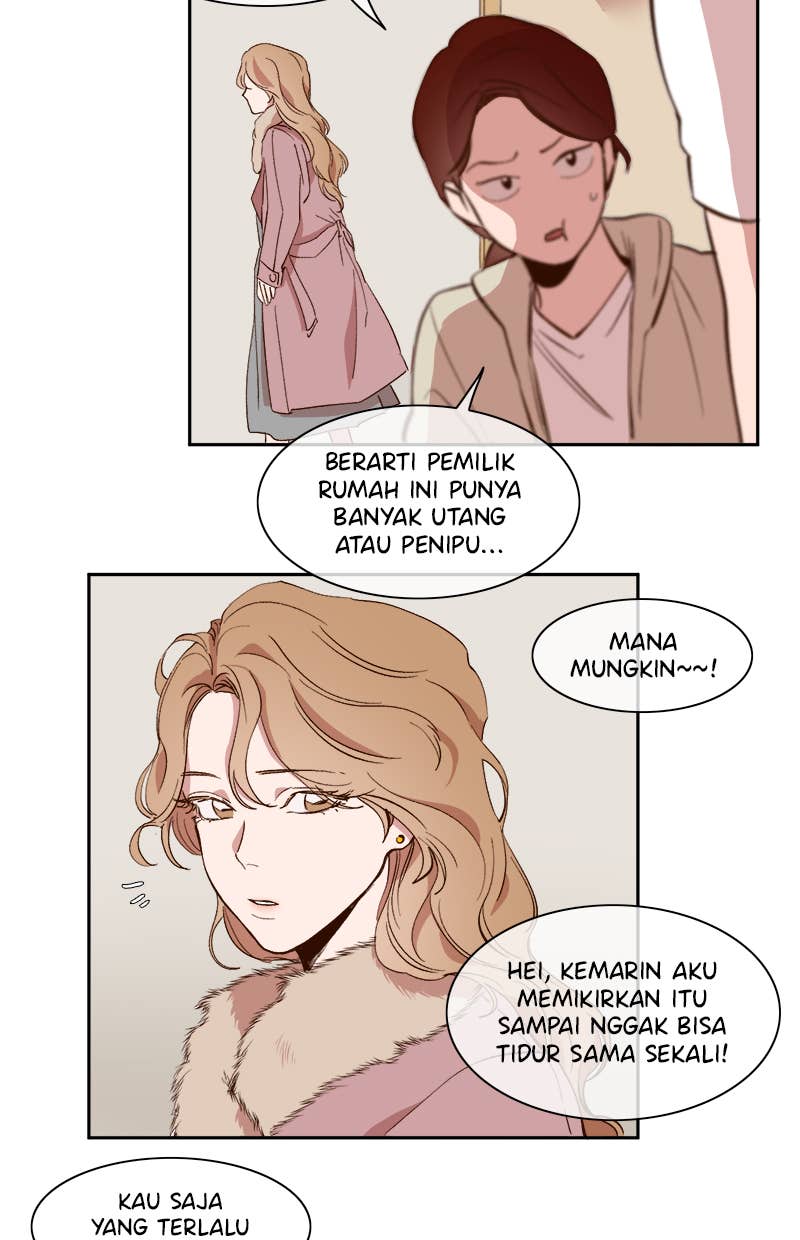 BERARTI PEMILIK
RUMAH INI PUNYA
BANYAK UTANG
ATAU PENIPU...
MANA
MUNGKIN~~!
HEI, KEMARIN AKU
MEMIKIRKAN ITU
SAMPAI NGGAK BISA
TIDUR SAMA SEKALI!
KAU SAJA
YANG TERLALU